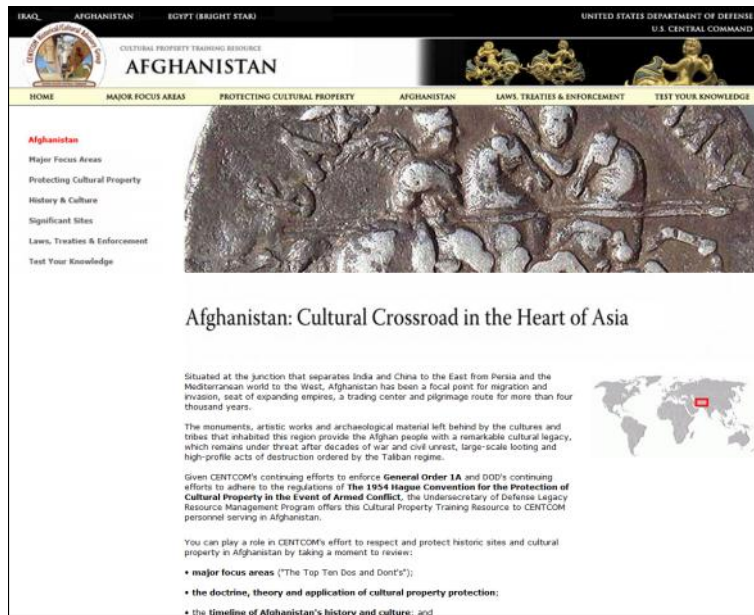 IRAQ AFGHANISTAN EGYPT (BRIGHT STAR) UNITED STATES DEPARTMENT OF DEFENSE
U.S. CENTRAL COMMAND
CENTCOM Historical/Cultural Advisory Group
CULTURAL PROPERTY TRAINING RESOURCE
AFGHANISTAN
HOME MAJOR FOCUS AREAS PROTECTING CULTURAL PROPERTY AFGHANISTAN LAWS, TREATIES & ENFORCEMENT TEST YOUR KNOWLEDGE
Afghanistan
Major Focus Areas
Protecting Cultural Property
History & Culture
Significant Sites
Laws, Treaties & Enforcement
Test Your Knowledge
Afghanistan: Cultural Crossroad in the Heart of Asia
Situated at the junction that separates India and China to the East from Persia and the
Mediterranean world to the West, Afghanistan has been a focal point for migration and
invasion, seat of expanding empires, a trading center and pilgrimage route for more than four
thousand years.
The monuments, artistic works and archaeological material left behind by the cultures and
tribes that inhabited this region provide the Afghan people with a remarkable cultural legacy,
which remains under threat after decades of war and civil unrest, large-scale looting and
high-profile acts of destruction ordered by the Taliban regime.
Given CENTCOM's continuing efforts to enforce General Order 1A and DOD's continuing
efforts to adhere to the regulations of The 1954 Hague Convention for the Protection of
Cultural Property in the Event of Armed Conflict, the Undersecretary of Defense Legacy
Resource Management Program offers this Cultural Property Training Resource to CENTCOM
personnel serving in Afghanistan.
You can play a role in CENTCOM's effort to respect and protect historic sites and cultural
property in Afghanistan by taking a moment to review:
• major focus areas ("The Top Ten Dos and Dont's");
• the doctrine, theory and application of cultural property protection;
• the timeline of Afghanistan's history and culture; and